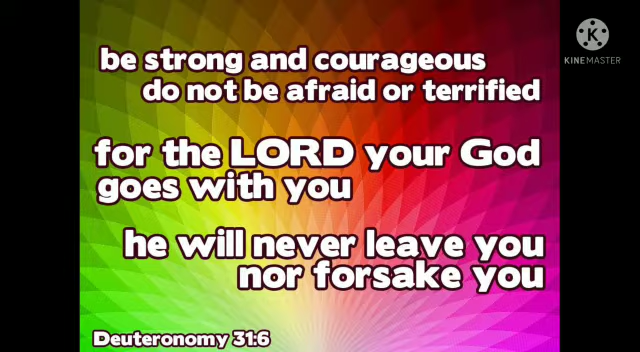 be strong and courageous
do not be afraid or terrified
for the LORD your God
goes with you
he will never leave you
nor forsake you
Deuteronomy 31:6
K
KINEMASTER